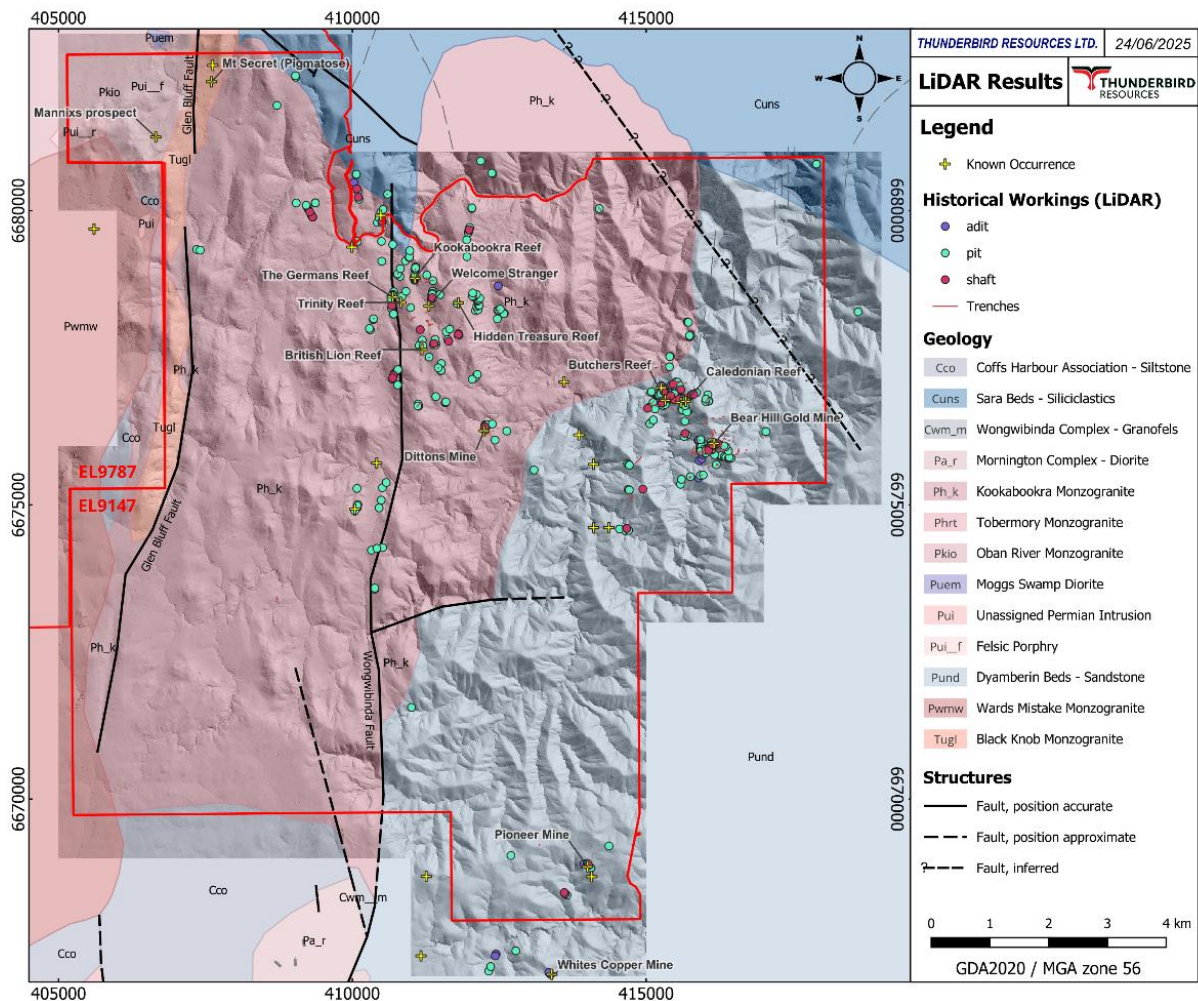 405000
410000
415000
THUNDERBIRD RESOURCES LTD.
24/06/2025
LiDAR Results
THUNDERBIRD
RESOURCES
Legend
Known Occurrence
Historical Workings (LiDAR)
adit
pit
shaft
Trenches
Geology
Cco Coffs Harbour Association - Siltstone
Cuns Sara Beds - Siliciclastics
Cwm_m Wongwibinda Complex - Granofels
Pa_r Mornington Complex - Diorite
Ph_k Kookabookra Monzogranite
Phrt Tobermory Monzogranite
Pkio Oban River Monzogranite
Puem Moggs Swamp Diorite
Pui Unassigned Permian Intrusion
Pui__f Felsic Porphry
Pund Dyamberin Beds - Sandstone
Pwmw Wards Mistake Monzogranite
Tugl Black Knob Monzogranite
Structures
Fault, position accurate
Fault, position approximate
? Fault, inferred
0 1 2 3 4 km
GDA2020 / MGA zone 56
N
W E
S
Puem
Mt Secret (Pigmatose)
Pui__f
Pkio
Glen Bluff Fault
Mannixs prospect
Pui__r
Tugl
Cuns
Ph_k
Cuns
?
?
?
?
?
?
6680000
6680000
Cco
Pui
Kookabookra Reef
The Germans Reef
Welcome Stranger
Trinity Reef
Ph_k
Hidden Treasure Reef
British Lion Reef
Pwmw
Ph_k
Butchers Reef
Caledonian Reef
Tugl
Cco
Bear Hill Gold Mine
Dittons Mine
EL9787
EL9147
Ph_k
6675000
6675000
Glen Bluff Fault
Ph_k
Ph_k
Wongwibinda Fault
Pund
6670000
6670000
Pioneer Mine
Cco
Cwm__m
Pa_r
Cco
Whites Copper Mine
405000
410000
415000